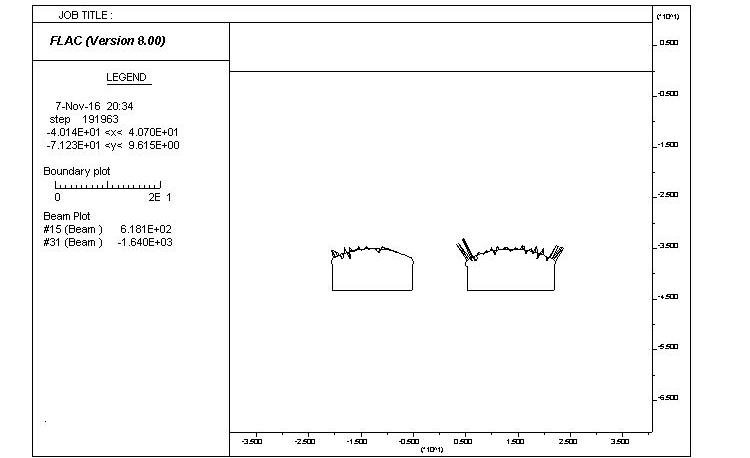 JOB TITLE :
FLAC (Version 8.00)
LEGEND
7-Nov-16 20:34
step 191963
-4.014E+01 <x< 4.070E+01
-7.123E+01 <y< 9.615E+00
Boundary plot
0 2E 1
Beam Plot
#15 (Beam ) 6.181E+02
#31 (Beam ) -1.640E+03
(*10^1)
0.500
-0.500
-1.500
-2.500
-3.500
-4.500
-5.500
-6.500
-3.500 -2.500 -1.500 -0.500 0.500 1.500 2.500 3.500
(*10^1)